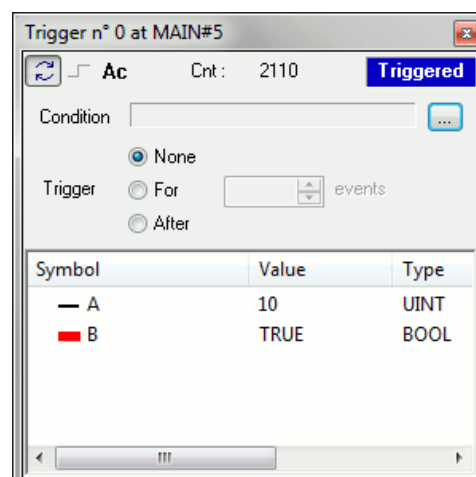 Trigger n° 0 at MAIN#5
Ac Cnt : 2110 Triggered
Condition ...
None
Trigger For events
After
Symbol Value Type
A 10 UINT
B TRUE BOOL